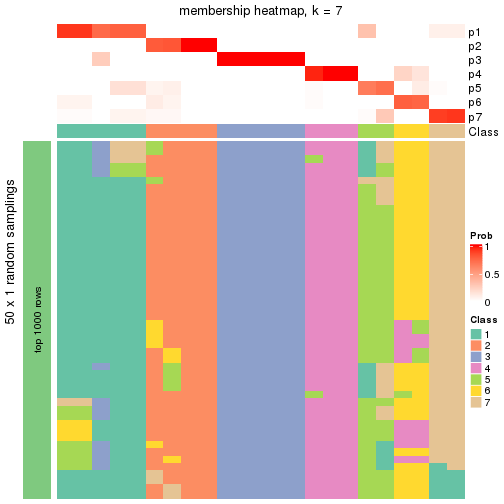 membership heatmap, k = 7
p1
p2
p3
p4
p5
p6
p7
Class
50 x 1 random samplings
top 1000 rows
Prob
1
0.5
0
Class
1
2
3
4
5
6
7